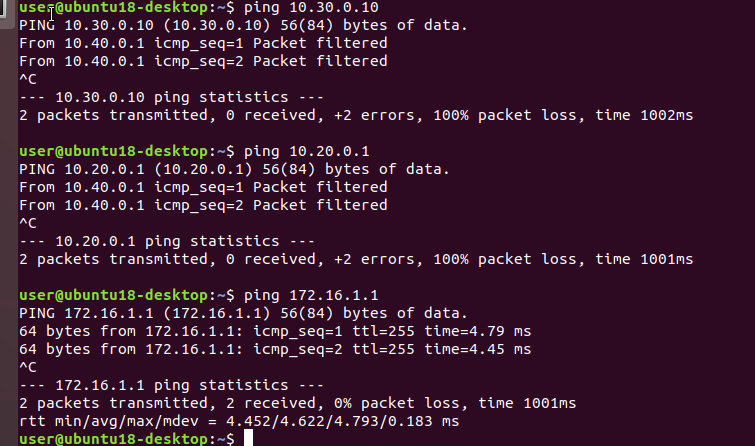 user@ubuntu18-desktop:~$ ping 10.30.0.10
PING 10.30.0.10 (10.30.0.10) 56(84) bytes of data.
From 10.40.0.1 icmp_seq=1 Packet filtered
From 10.40.0.1 icmp_seq=2 Packet filtered
^C
--- 10.30.0.10 ping statistics ---
2 packets transmitted, 0 received, +2 errors, 100% packet loss, time 1002ms
user@ubuntu18-desktop:~$ ping 10.20.0.1
PING 10.20.0.1 (10.20.0.1) 56(84) bytes of data.
From 10.40.0.1 icmp_seq=1 Packet filtered
From 10.40.0.1 icmp_seq=2 Packet filtered
^C
--- 10.20.0.1 ping statistics ---
2 packets transmitted, 0 received, +2 errors, 100% packet loss, time 1001ms
user@ubuntu18-desktop:~$ ping 172.16.1.1
PING 172.16.1.1 (172.16.1.1) 56(84) bytes of data.
64 bytes from 172.16.1.1: icmp_seq=1 ttl=255 time=4.79 ms
64 bytes from 172.16.1.1: icmp_seq=2 ttl=255 time=4.45 ms
^C
--- 172.16.1.1 ping statistics ---
2 packets transmitted, 2 received, 0% packet loss, time 1001ms
rtt min/avg/max/mdev = 4.452/4.622/4.793/0.183 ms
user@ubuntu18-desktop:~$